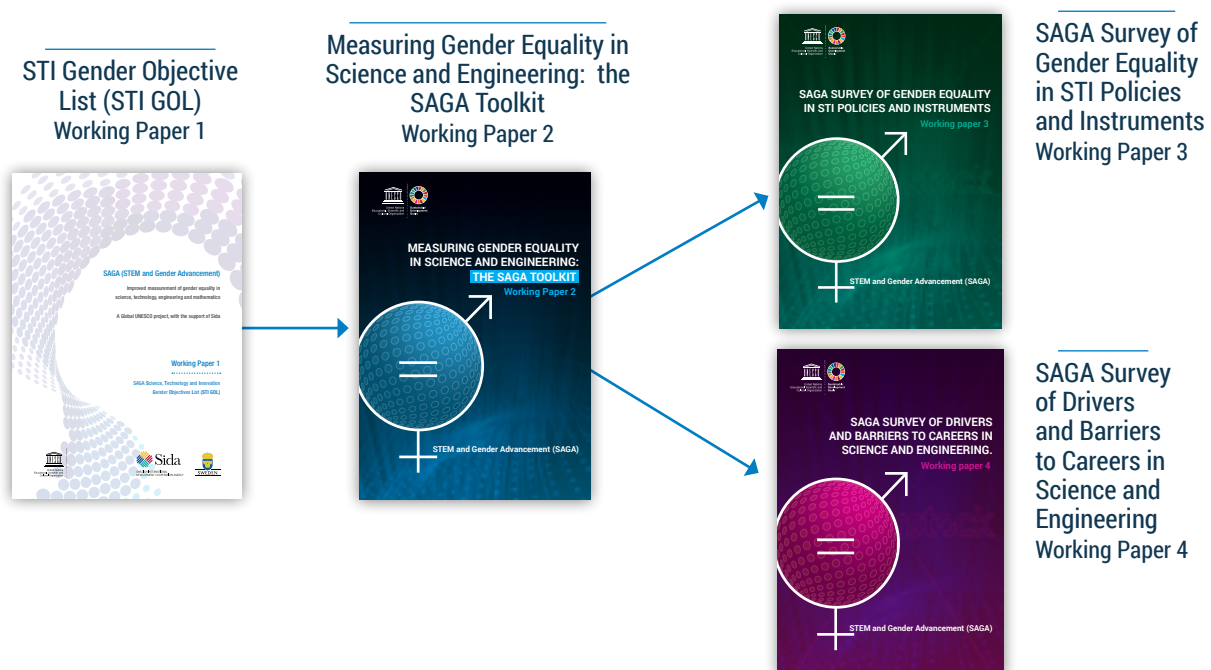 STI Gender Objective
List (STI GOL)
Working Paper 1
SAGA (STEM and Gender Advancement)
Improved measurement of gender equality in
science, technology, engineering and mathematics
A Global UNESCO project, with the support of Sida
Working Paper 1
SAGA Science, Technology and Innovation
Gender Objectives List (STI GOL)
Sida
SWEDEN
Measuring Gender Equality in
Science and Engineering: the
SAGA Toolkit
Working Paper 2
MEASURING GENDER EQUALITY
IN SCIENCE AND ENGINEERING:
THE SAGA TOOLKIT
Working Paper 2
STEM and Gender Advancement (SAGA)
SAGA SURVEY OF GENDER EQUALITY
IN STI POLICIES AND INSTRUMENTS
Working paper 3
STEM and Gender Advancement (SAGA)
SAGA Survey of
Gender Equality
in STI Policies
and Instruments
Working Paper 3
SAGA SURVEY OF DRIVERS
AND BARRIERS TO CAREERS IN
SCIENCE AND ENGINEERING.
Working paper 4
STEM and Gender Advancement (SAGA)
SAGA Survey
of Drivers
and Barriers
to Careers in
Science and
Engineering
Working Paper 4